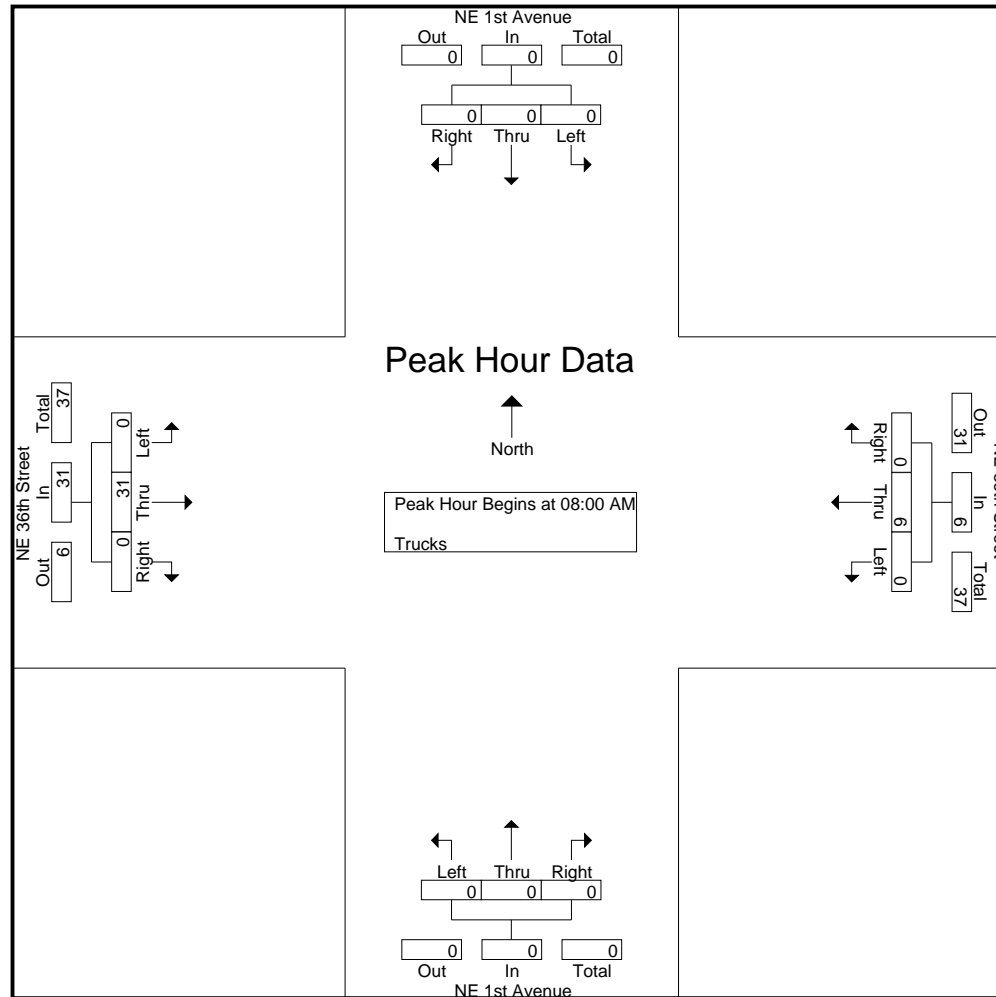 NE 1st Avenue
Out In Total
0 0 0
0 0 0
Right Thru Left
Peak Hour Data
North
Peak Hour Begins at 08:00 AM
Trucks
NE 36th Street
Out In Total
6 31 37
Left Thru Right
0 31 0
Right Thru Left
0 6 0
Out In Total
31 6 37
Left Thru Right
0 0 0
0 0 0
Out In Total
NE 1st Avenue